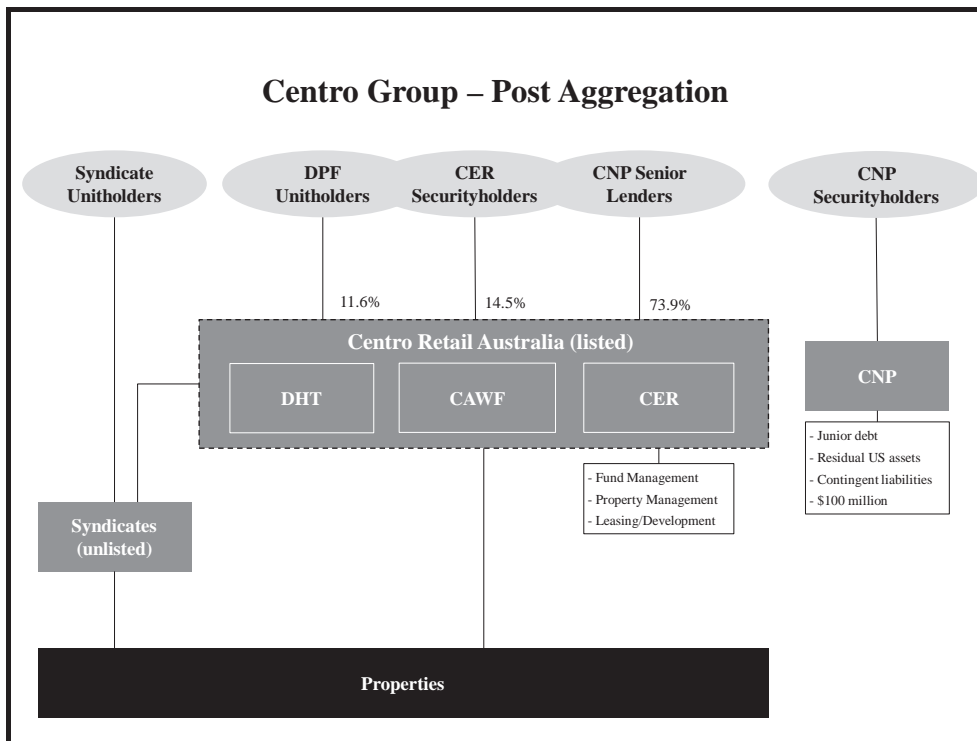 Centro Group – Post Aggregation
Syndicate
Unitholders
DPF
Unitholders
CER
Securityholders
CNP Senior
Lenders
CNP
Securityholders
11.6%
14.5%
73.9%
Centro Retail Australia (listed)
DHT
CAWF
CER
CNP
- Junior debt
- Residual US assets
- Contingent liabilities
- $100 million
- Fund Management
- Property Management
- Leasing/Development
Syndicates
(unlisted)
Properties